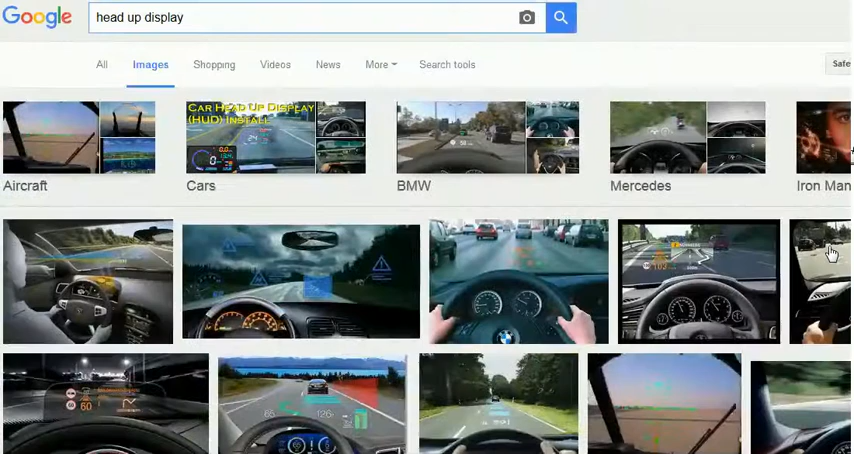 Google
head up display
All Images Shopping Videos News More Search tools
Safe
CAR HEAD UP DISPLAY
(HUD) INSTALL
Aircraft Cars BMW Mercedes Iron Man